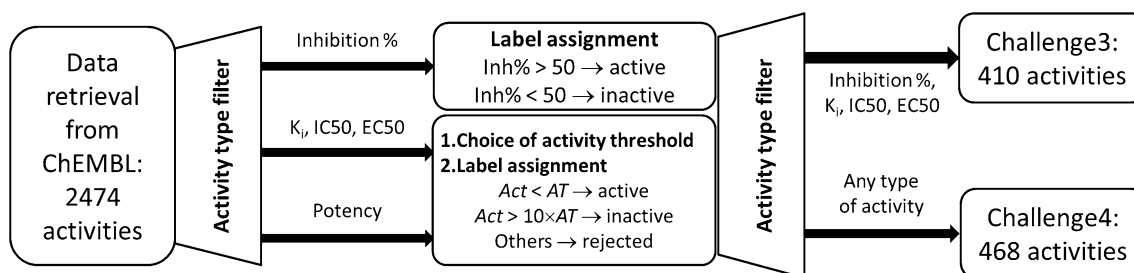 Data
retrieval
from
ChEMBL:
2474
activities
Activity type filter
Inhibition %
Ki, IC50, EC50
Potency
Label assignment
Inh% > 50 → active
Inh% < 50 → inactive
1.Choice of activity threshold
2.Label assignment
Act < AT → active
Act > 10×AT → inactive
Others → rejected
Activity type filter
Inhibition %,
Ki, IC50, EC50
Any type
of activity
Challenge3:
410 activities
Challenge4:
468 activities